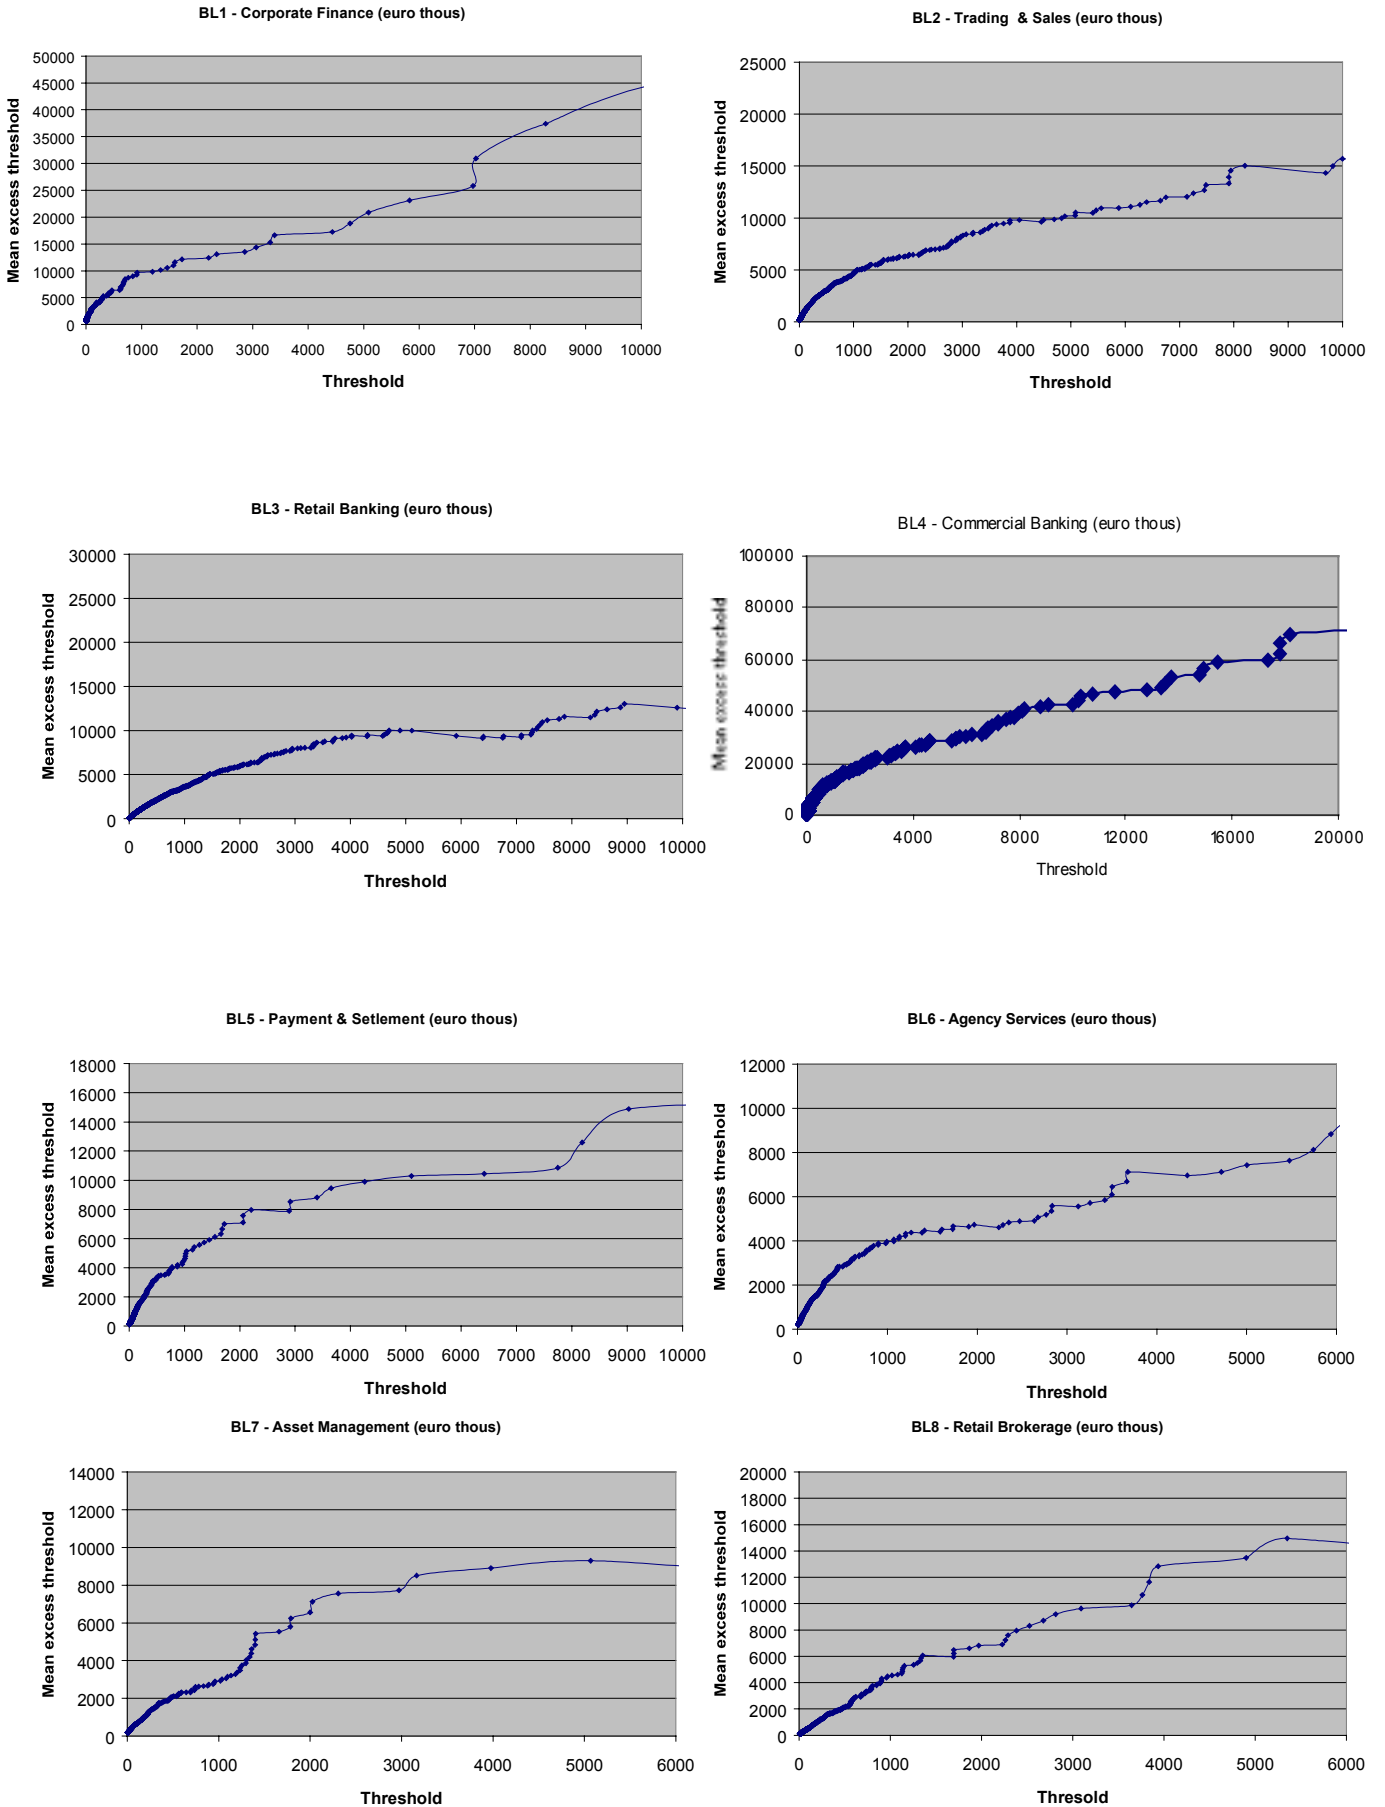 BL1 - Corporate Finance (euro thous)
Mean excess threshold
50000
45000
40000
35000
30000
25000
20000
15000
10000
5000
0
0 1000 2000 3000 4000 5000 6000 7000 8000 9000 10000
Threshold
BL2 - Trading & Sales (euro thous)
Mean excess threshold
25000
20000
15000
10000
5000
0
0 1000 2000 3000 4000 5000 6000 7000 8000 9000 10000
Threshold
BL3 - Retail Banking (euro thous)
Mean excess threshold
30000
25000
20000
15000
10000
5000
0
0 1000 2000 3000 4000 5000 6000 7000 8000 9000 10000
Threshold
BL4 - Commercial Banking (euro thous)
Mean excess threshold
100000
80000
60000
40000
20000
0
0 4000 8000 12000 16000 20000
Threshold
BL5 - Payment & Setlement (euro thous)
Mean excess threshold
18000
16000
14000
12000
10000
8000
6000
4000
2000
0
0 1000 2000 3000 4000 5000 6000 7000 8000 9000 10000
Threshold
BL6 - Agency Services (euro thous)
Mean excess threshold
12000
10000
8000
6000
4000
2000
0
0 1000 2000 3000 4000 5000 6000
Threshold
BL7 - Asset Management (euro thous)
Mean excess threshold
14000
12000
10000
8000
6000
4000
2000
0
0 1000 2000 3000 4000 5000 6000
Threshold
BL8 - Retail Brokerage (euro thous)
Mean excess threshold
20000
18000
16000
14000
12000
10000
8000
6000
4000
2000
0
0 1000 2000 3000 4000 5000 6000
Thresold